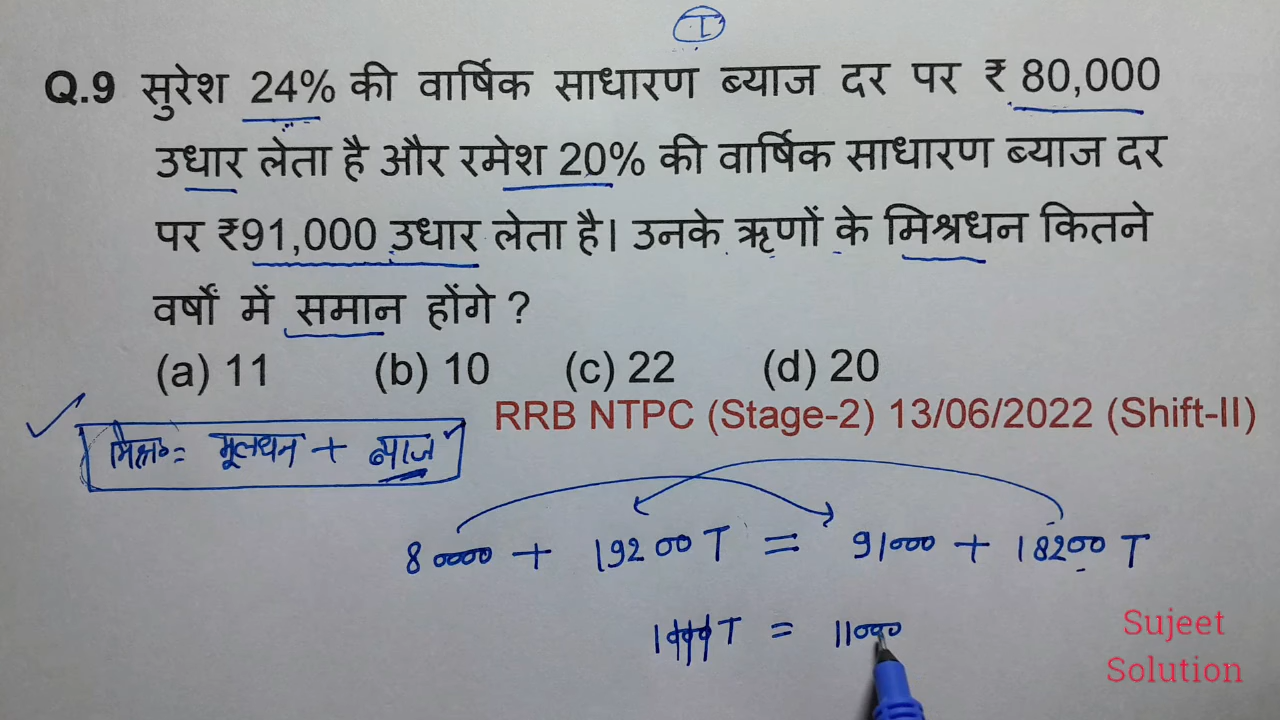 T
Q.9 सुरेश 24% की वार्षिक साधारण ब्याज दर पर ₹ 80,000
उधार लेता है और रमेश 20% की वार्षिक साधारण ब्याज दर
पर ₹91,000 उधार लेता है। उनके ऋणों के मिश्रधन कितने
वर्षों में समान होंगे ?
(a) 11 (b) 10 (c) 22 (d) 20
RRB NTPC (Stage-2) 13/06/2022 (Shift-II)
मिश्र॰= मूलधन + ब्याज
80000 + 19200 T = 91000 + 18200 T
1000T = 11000
Sujeet
Solution